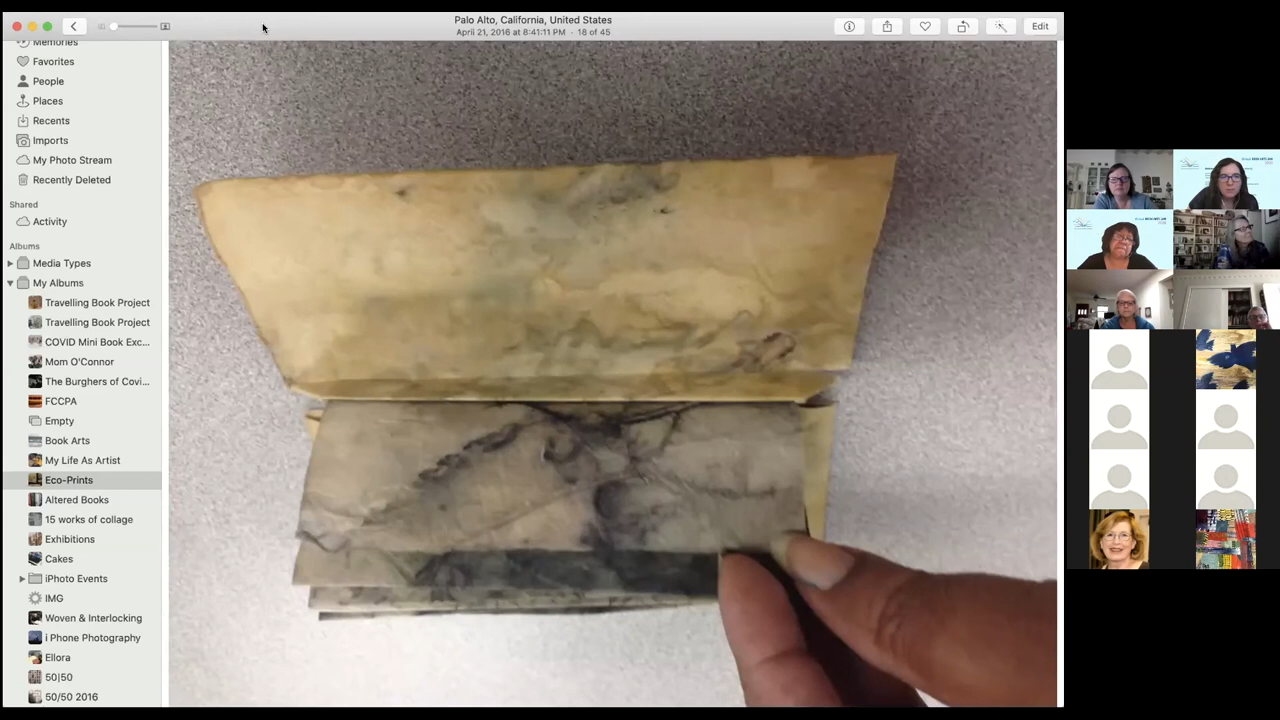 Palo Alto, California, United States
April 21, 2016 at 8:41:11 PM · 18 of 45
Edit
Memories
Favorites
People
Places
Recents
Imports
My Photo Stream
Recently Deleted
Shared
Activity
Albums
Media Types
My Albums
Travelling Book Project
Travelling Book Project
COVID Mini Book Exc...
Mom O'Connor
The Burghers of Covi...
FCCPA
Empty
Book Arts
My Life As Artist
Eco-Prints
Altered Books
15 works of collage
Exhibitions
Cakes
iPhoto Events
IMG
Woven & Interlocking
i Phone Photography
Ellora
50|50
50/50 2016